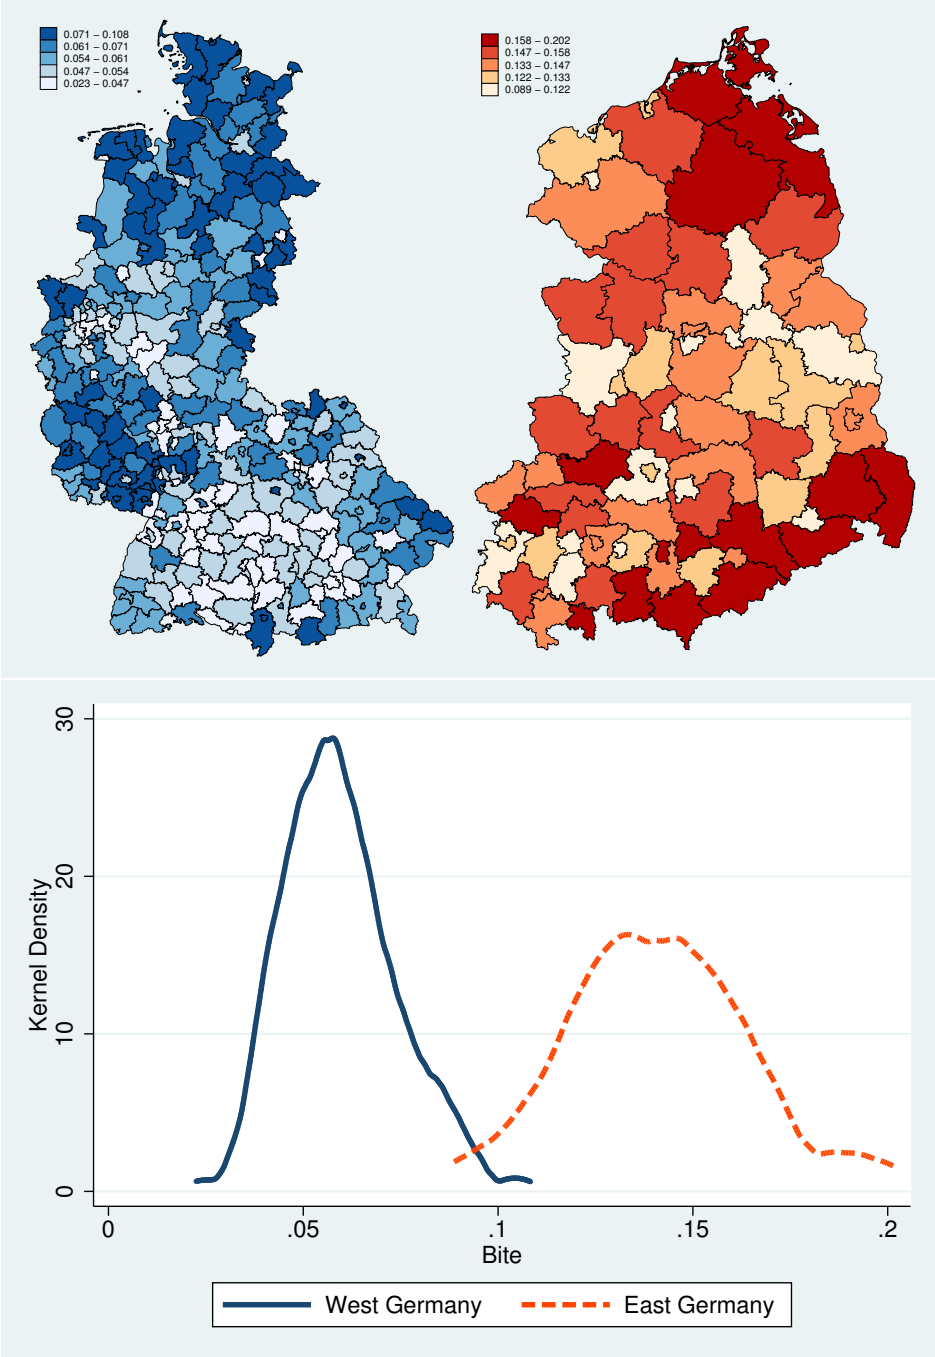 0.071 – 0.108
0.061 – 0.071
0.054 – 0.061
0.047 – 0.054
0.023 – 0.047
0.158 – 0.202
0.147 – 0.158
0.133 – 0.147
0.122 – 0.133
0.089 – 0.122
30
20
10
0
Kernel Density
0 .05 .1 .15 .2
Bite
West Germany East Germany